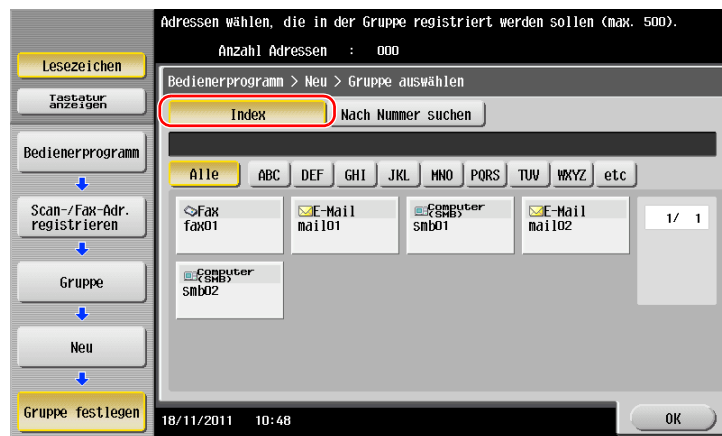 Adressen wählen, die in der Gruppe registriert werden sollen (max. 500).
Anzahl Adressen : 000
Lesezeichen
Tastatur
anzeigen
Bedienerprogramm
Scan-/Fax-Adr.
registrieren
Gruppe
Neu
Gruppe festlegen
Bedienerprogramm > Neu > Gruppe auswählen
Index
Nach Nummer suchen
Alle ABC DEF GHI JKL MNO PQRS TUV WXYZ etc
Fax
fax01
E-Mail
mail01
Computer
(SMB)
smb01
E-Mail
mail02
1/ 1
Computer
(SMB)
smb02
18/11/2011 10:48
OK